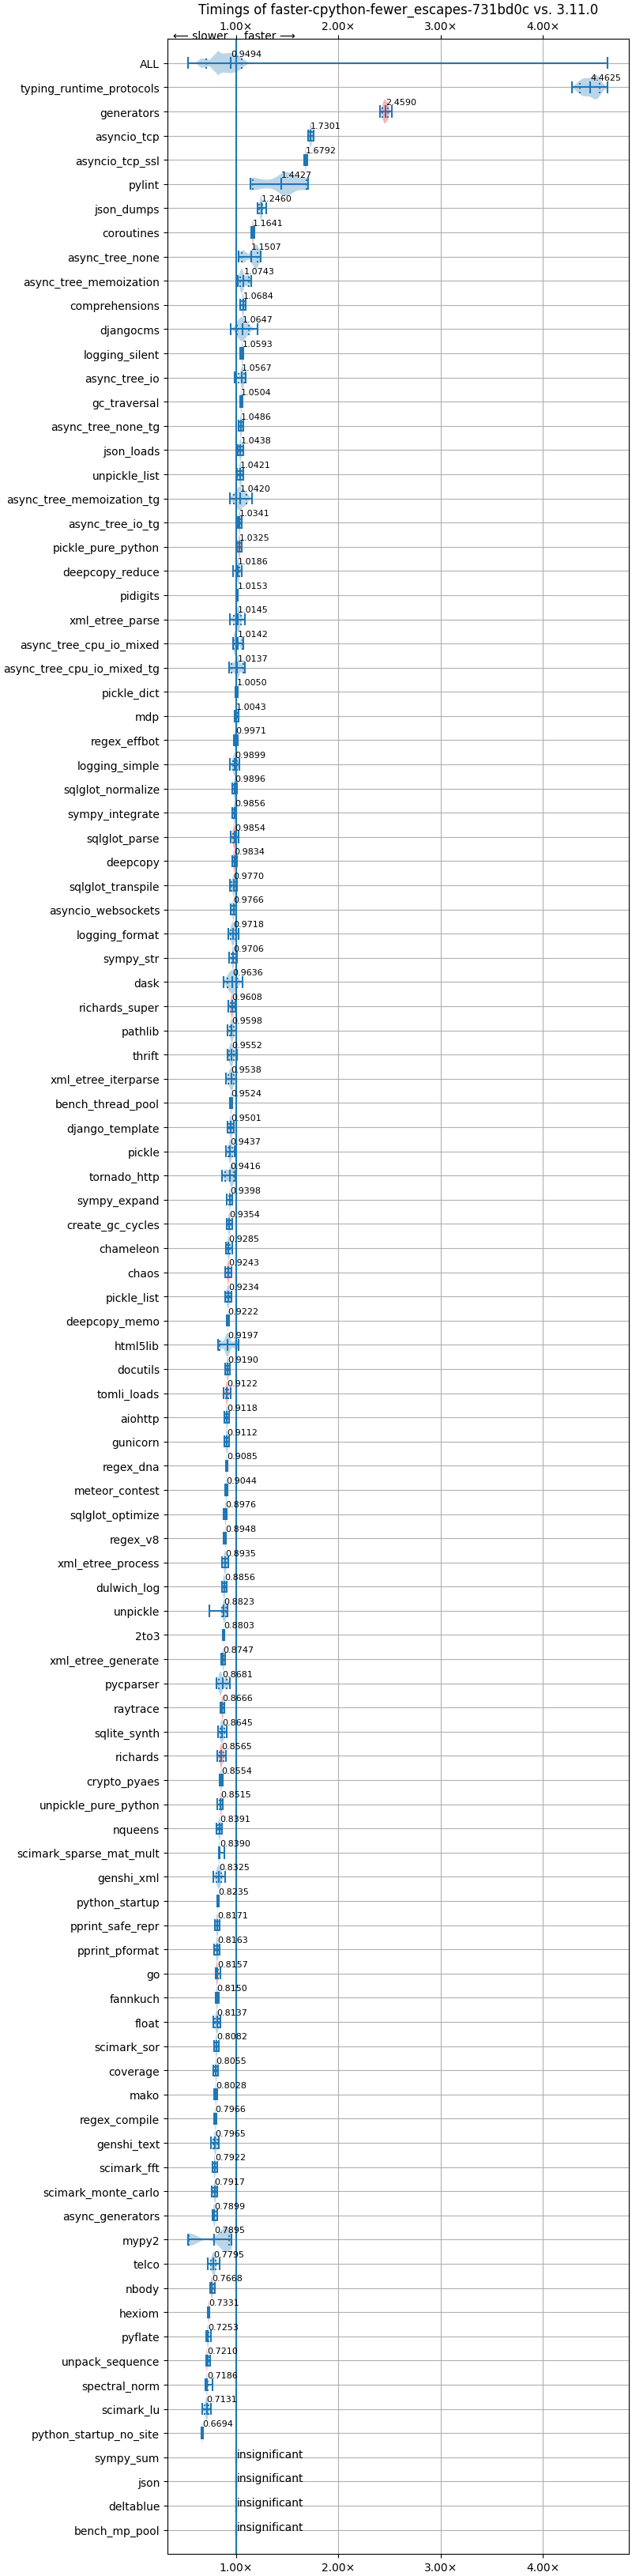 Timings of faster-cpython-fewer_escapes-731bd0c vs. 3.11.0
1.00× 2.00× 3.00× 4.00×
⟵ slower faster ⟶
ALL 0.9494
typing_runtime_protocols 4.4625
generators 2.4590
asyncio_tcp 1.7301
asyncio_tcp_ssl 1.6792
pylint 1.4427
json_dumps 1.2460
coroutines 1.1641
async_tree_none 1.1507
async_tree_memoization 1.0743
comprehensions 1.0684
djangocms 1.0647
logging_silent 1.0593
async_tree_io 1.0567
gc_traversal 1.0504
async_tree_none_tg 1.0486
json_loads 1.0438
unpickle_list 1.0421
async_tree_memoization_tg 1.0420
async_tree_io_tg 1.0341
pickle_pure_python 1.0325
deepcopy_reduce 1.0186
pidigits 1.0153
xml_etree_parse 1.0145
async_tree_cpu_io_mixed 1.0142
async_tree_cpu_io_mixed_tg 1.0137
pickle_dict 1.0050
mdp 1.0043
regex_effbot 0.9971
logging_simple 0.9899
sqlglot_normalize 0.9896
sympy_integrate 0.9856
sqlglot_parse 0.9854
deepcopy 0.9834
sqlglot_transpile 0.9770
asyncio_websockets 0.9766
logging_format 0.9718
sympy_str 0.9706
dask 0.9636
richards_super 0.9608
pathlib 0.9598
thrift 0.9552
xml_etree_iterparse 0.9538
bench_thread_pool 0.9524
django_template 0.9501
pickle 0.9437
tornado_http 0.9416
sympy_expand 0.9398
create_gc_cycles 0.9354
chameleon 0.9285
chaos 0.9243
pickle_list 0.9234
deepcopy_memo 0.9222
html5lib 0.9197
docutils 0.9190
tomli_loads 0.9122
aiohttp 0.9118
gunicorn 0.9112
regex_dna 0.9085
meteor_contest 0.9044
sqlglot_optimize 0.8976
regex_v8 0.8948
xml_etree_process 0.8935
dulwich_log 0.8856
unpickle 0.8823
2to3 0.8803
xml_etree_generate 0.8747
pycparser 0.8681
raytrace 0.8666
sqlite_synth 0.8645
richards 0.8565
crypto_pyaes 0.8554
unpickle_pure_python 0.8515
nqueens 0.8391
scimark_sparse_mat_mult 0.8390
genshi_xml 0.8325
python_startup 0.8235
pprint_safe_repr 0.8171
pprint_pformat 0.8163
go 0.8157
fannkuch 0.8150
float 0.8137
scimark_sor 0.8082
coverage 0.8055
mako 0.8028
regex_compile 0.7966
genshi_text 0.7965
scimark_fft 0.7922
scimark_monte_carlo 0.7917
async_generators 0.7899
mypy2 0.7895
telco 0.7795
nbody 0.7668
hexiom 0.7331
pyflate 0.7253
unpack_sequence 0.7210
spectral_norm 0.7186
scimark_lu 0.7131
python_startup_no_site 0.6694
sympy_sum insignificant
json insignificant
deltablue insignificant
bench_mp_pool insignificant
1.00× 2.00× 3.00× 4.00×